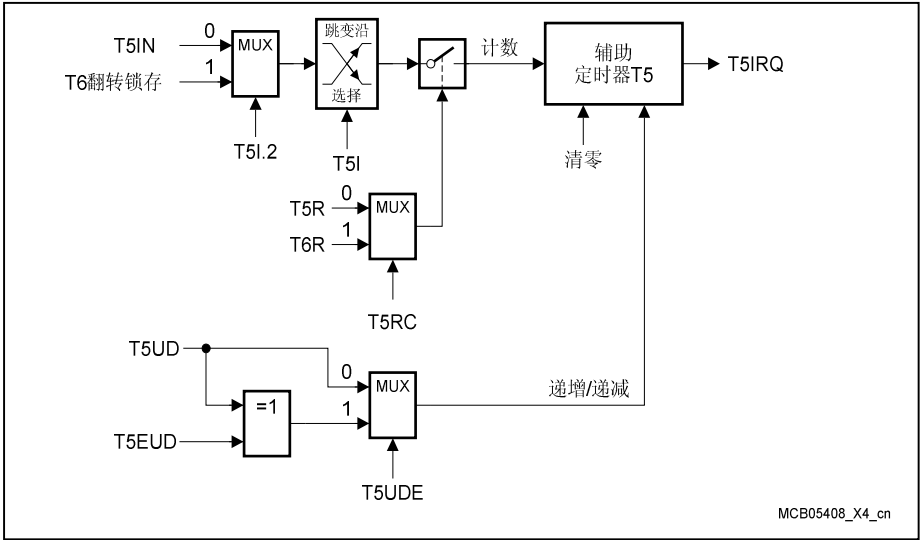 T5IN
0
MUX
T6翻转锁存
1
T5I.2
跳变沿
选择
T5I
计数
辅助
定时器T5
T5IRQ
清零
T5R
0
MUX
T6R
1
T5RC
T5UD
0
MUX
递增/递减
=1
1
T5EUD
T5UDE
MCB05408_X4_cn